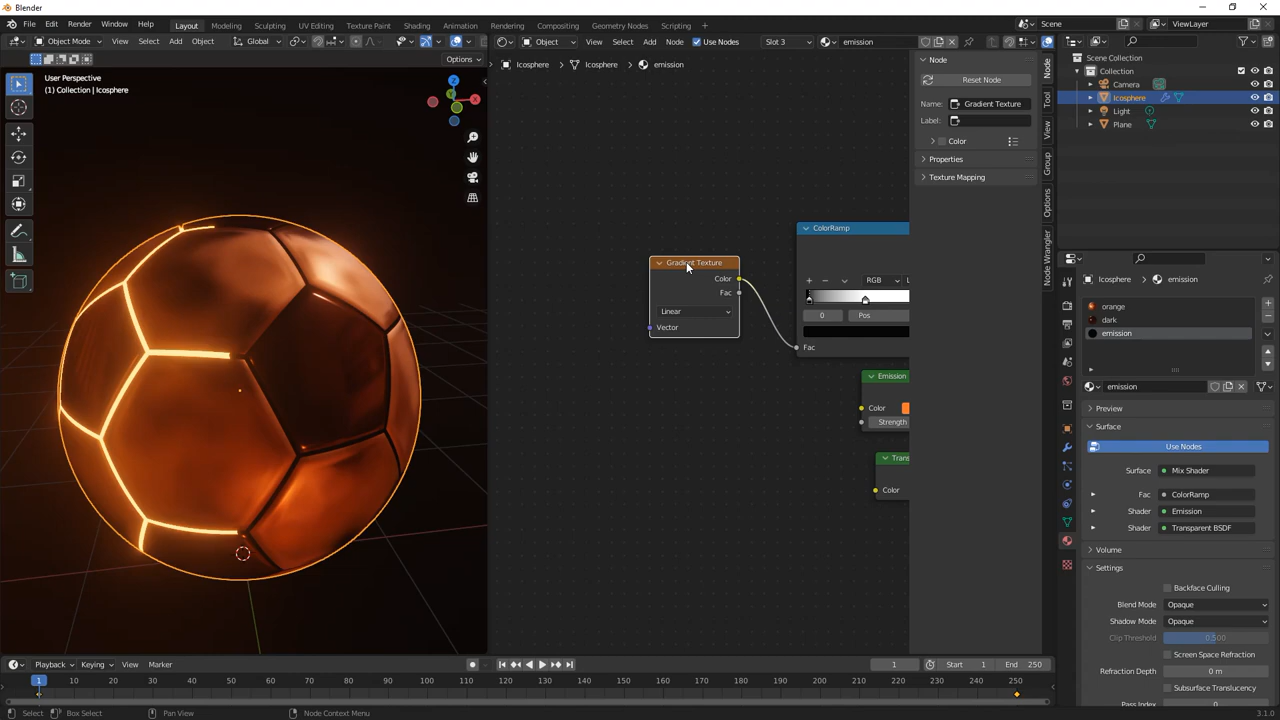 Blender
File Edit Render Window Help Layout Modeling Sculpting UV Editing Texture Paint Shading Animation Rendering Compositing Geometry Nodes Scripting + Scene ViewLayer
Object Mode View Select Add Object Global Object View Select Add Node Use Nodes Slot 3 emission
Options
Icosphere > Icosphere > emission
User Perspective
(1) Collection | Icosphere
X
Y
Z
Node
Reset Node
Name: Gradient Texture
Label:
Color
Properties
Texture Mapping
Node
Tool
View
Group
Options
Node Wrangler
Gradient Texture
Color
Fac
Linear
Vector
ColorRamp
RGB
0 Pos
Fac
Emission
Color
Strength
Trans
Color
Scene Collection
Collection
Camera
Icosphere
Light
Plane
Icosphere > emission
orange
dark
emission
emission
Preview
Surface
Use Nodes
Surface Mix Shader
Fac ColorRamp
Shader Emission
Shader Transparent BSDF
Volume
Settings
Backface Culling
Blend Mode Opaque
Shadow Mode Opaque
Clip Threshold 0.500
Screen Space Refraction
Refraction Depth 0 m
Subsurface Translucency
Pass Index 0
Playback Keying View Marker 1 Start 1 End 250
1 10 20 30 40 50 60 70 80 90 100 110 120 130 140 150 160 170 180 190 200 210 220 230 240 250
Select Box Select Pan View Node Context Menu 3.1.0